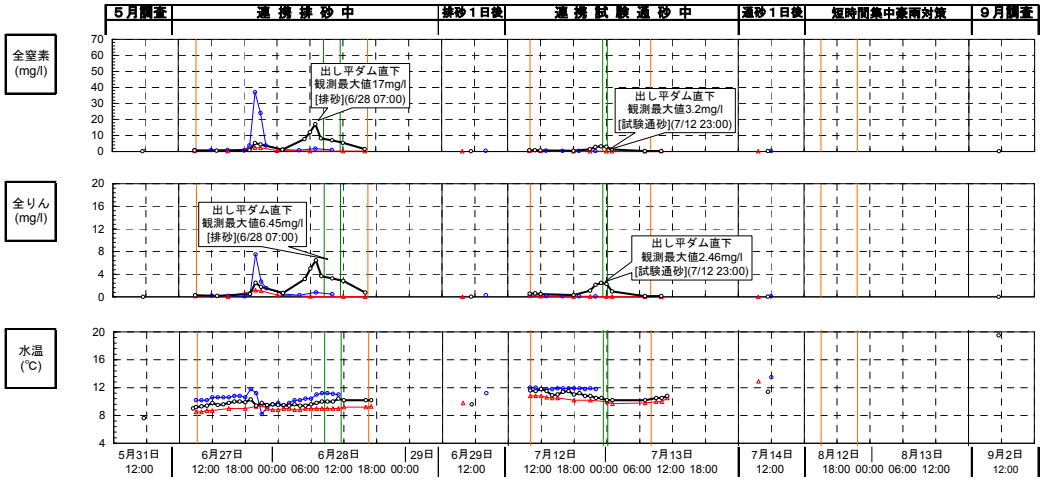 5月調査 連携排砂中 排砂1日後 連携試験通砂中 通砂1日後 短時間集中豪雨対策 9月調査
全窒素
(mg/l)
70
60
50
40
30
20
10
0
出し平ダム直下
観測最大値17mg/l
[排砂](6/28 07:00)
出し平ダム直下
観測最大値3.2mg/l
[試験通砂](7/12 23:00)
全りん
(mg/l)
20
16
12
8
4
0
出し平ダム直下
観測最大値6.45mg/l
[排砂](6/28 07:00)
出し平ダム直下
観測最大値2.46mg/l
[試験通砂](7/12 23:00)
水温
(℃)
20
16
12
8
4
5月31日 6月27日 6月28日 29日 6月29日 7月12日 7月13日 7月14日 8月12日 8月13日 9月2日
12:00 12:00 18:00 00:00 06:00 12:00 18:00 00:00 12:00 12:00 18:00 00:00 06:00 12:00 18:00 12:00 12:00 18:00 00:00 06:00 12:00 12:00